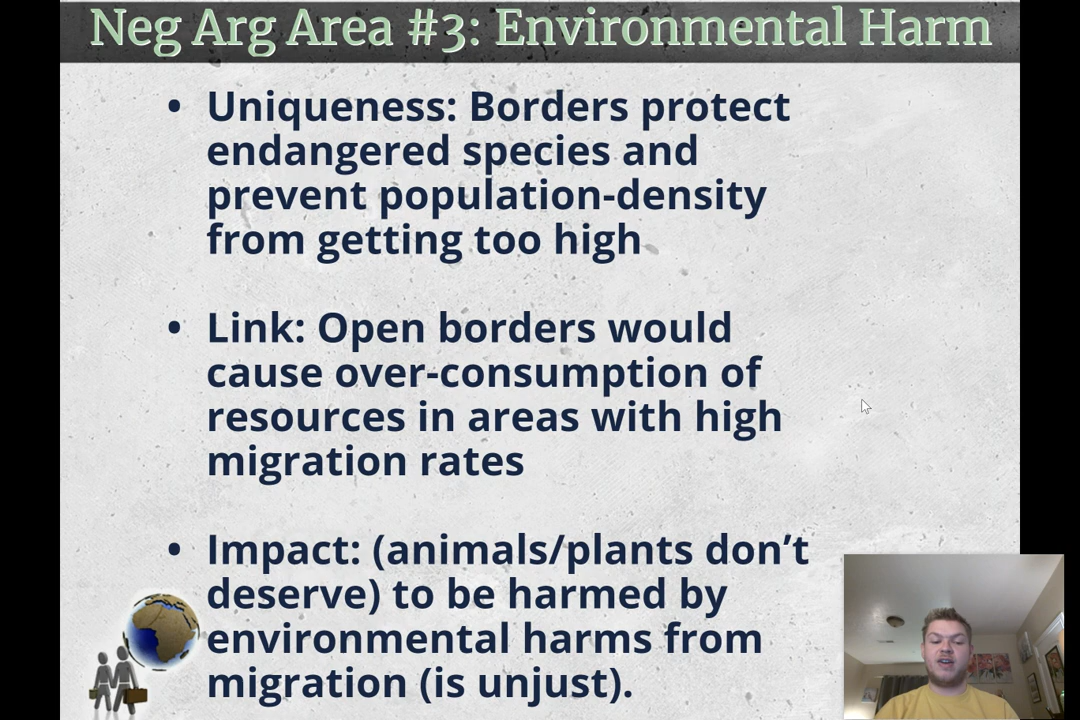 Neg Arg Area #3: Environmental Harm
• Uniqueness: Borders protect
endangered species and
prevent population-density
from getting too high
• Link: Open borders would
cause over-consumption of
resources in areas with high
migration rates
• Impact: (animals/plants don’t
deserve) to be harmed by
environmental harms from
migration (is unjust).